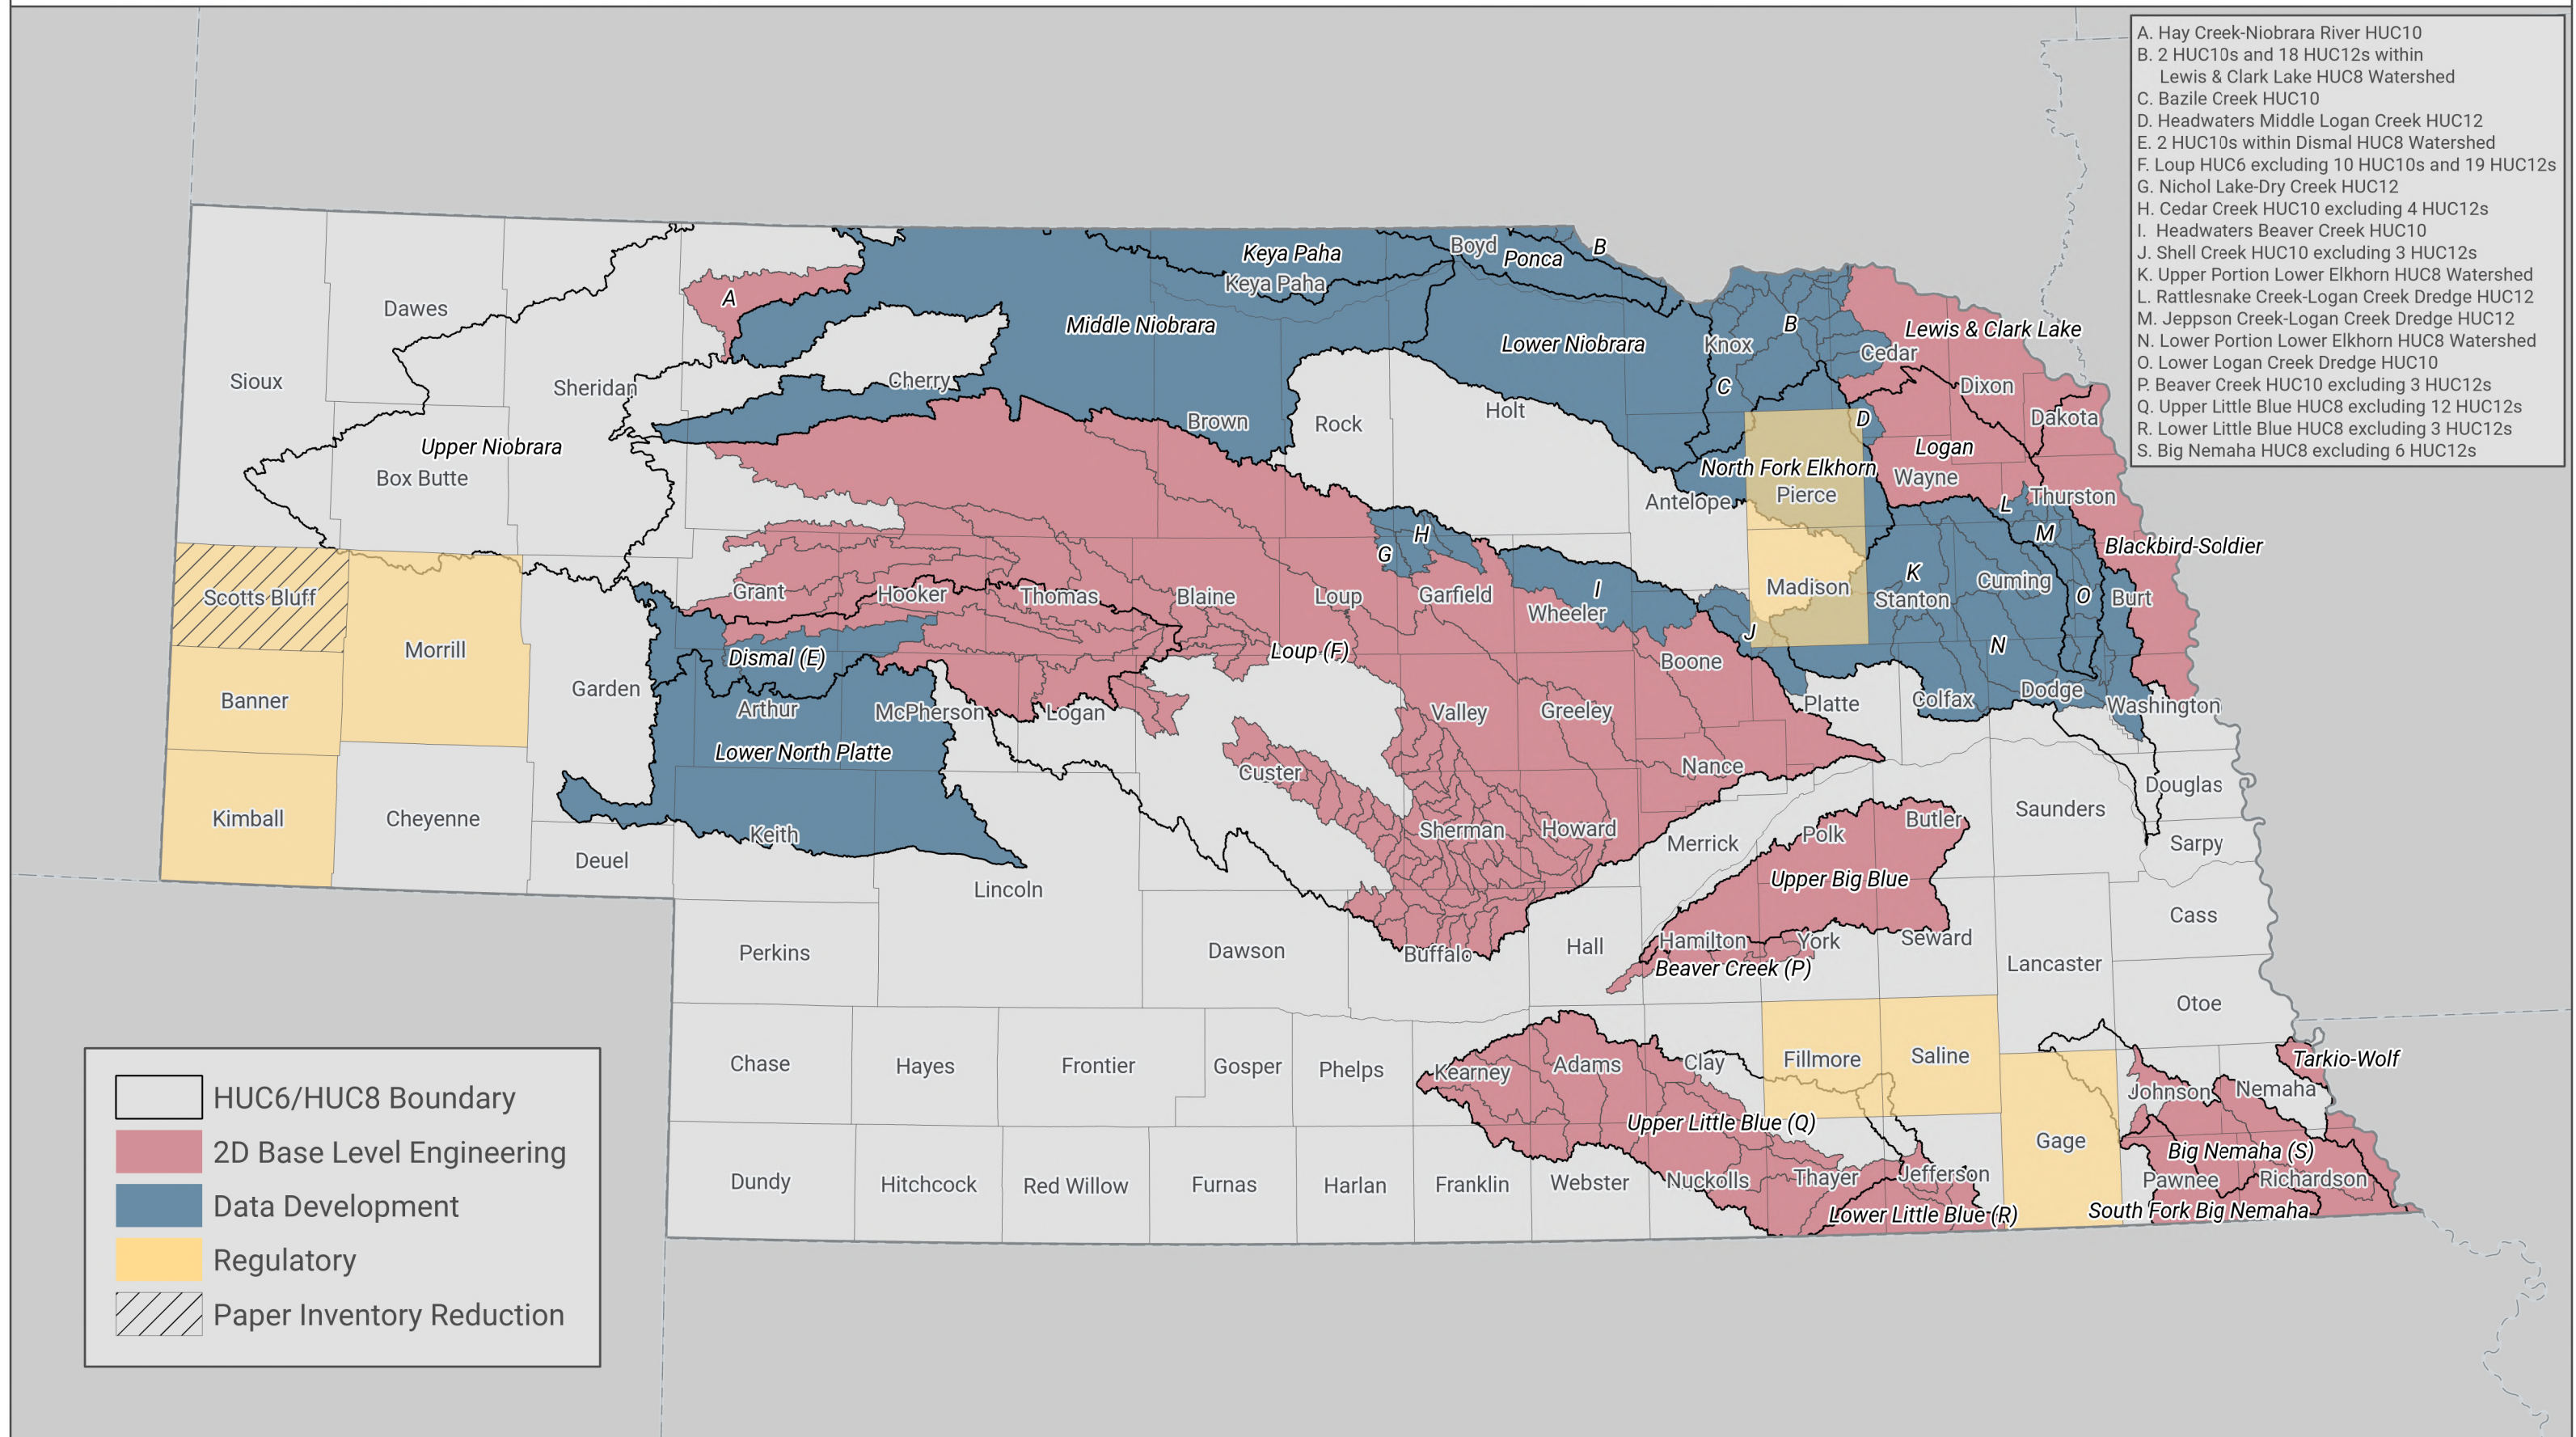 A. Hay Creek-Niobrara River HUC10
B. 2 HUC10s and 18 HUC12s within
Lewis & Clark Lake HUC8 Watershed
C. Bazile Creek HUC10
D. Headwaters Middle Logan Creek HUC12
E. 2 HUC10s within Dismal HUC8 Watershed
F. Loup HUC6 excluding 10 HUC10s and 19 HUC12s
G. Nichol Lake-Dry Creek HUC12
H. Cedar Creek HUC10 excluding 4 HUC12s
I. Headwaters Beaver Creek HUC10
J. Shell Creek HUC10 excluding 3 HUC12s
K. Upper Portion Lower Elkhorn HUC8 Watershed
L. Rattlesnake Creek-Logan Creek Dredge HUC12
M. Jeppson Creek-Logan Creek Dredge HUC12
N. Lower Portion Lower Elkhorn HUC8 Watershed
O. Lower Logan Creek Dredge HUC10
P. Beaver Creek HUC10 excluding 3 HUC12s
Q. Upper Little Blue HUC8 excluding 12 HUC12s
R. Lower Little Blue HUC8 excluding 3 HUC12s
S. Big Nemaha HUC8 excluding 6 HUC12s
Boyd
B
Keya Paha
Ponca
Keya Paha
A
Dawes
Middle Niobrara
B
Lewis & Clark Lake
Lower Niobrara
Knox
Cedar
Sioux
Sheridan
Cherry
C
Dixon
Holt
Brown
Rock
D
Dakota
Upper Niobrara
Logan
North Fork Elkhorn
Box Butte
Wayne
Antelope
Pierce
L
Thurston
H
M
G
Blackbird-Soldier
K
Cuming
Madison
Scotts Bluff
Grant
Hooker
Thomas
Blaine
Loup
Garfield
I
Wheeler
Stanton
O
Burt
J
N
Morrill
Dismal (E)
Loup (F)
Boone
Garden
Dodge
Banner
Arthur
McPherson
Logan
Valley
Greeley
Platte
Colfax
Washington
Lower North Platte
Custer
Nance
Douglas
Kimball
Cheyenne
Keith
Sherman
Howard
Merrick
Polk
Butler
Saunders
Sarpy
Deuel
Lincoln
Upper Big Blue
Cass
Perkins
Dawson
Buffalo
Hall
Hamilton
York
Seward
Beaver Creek (P)
Lancaster
Otoe
Chase
Hayes
Frontier
Gosper
Phelps
Kearney
Adams
Clay
Fillmore
Saline
Tarkio-Wolf
Johnson
Nemaha
Upper Little Blue (Q)
Gage
Big Nemaha (S)
Dundy
Hitchcock
Red Willow
Furnas
Harlan
Franklin
Webster
Nuckolls
Thayer
Jefferson
Pawnee
Richardson
Lower Little Blue (R)
South Fork Big Nemaha
HUC6/HUC8 Boundary
2D Base Level Engineering
Data Development
Regulatory
Paper Inventory Reduction